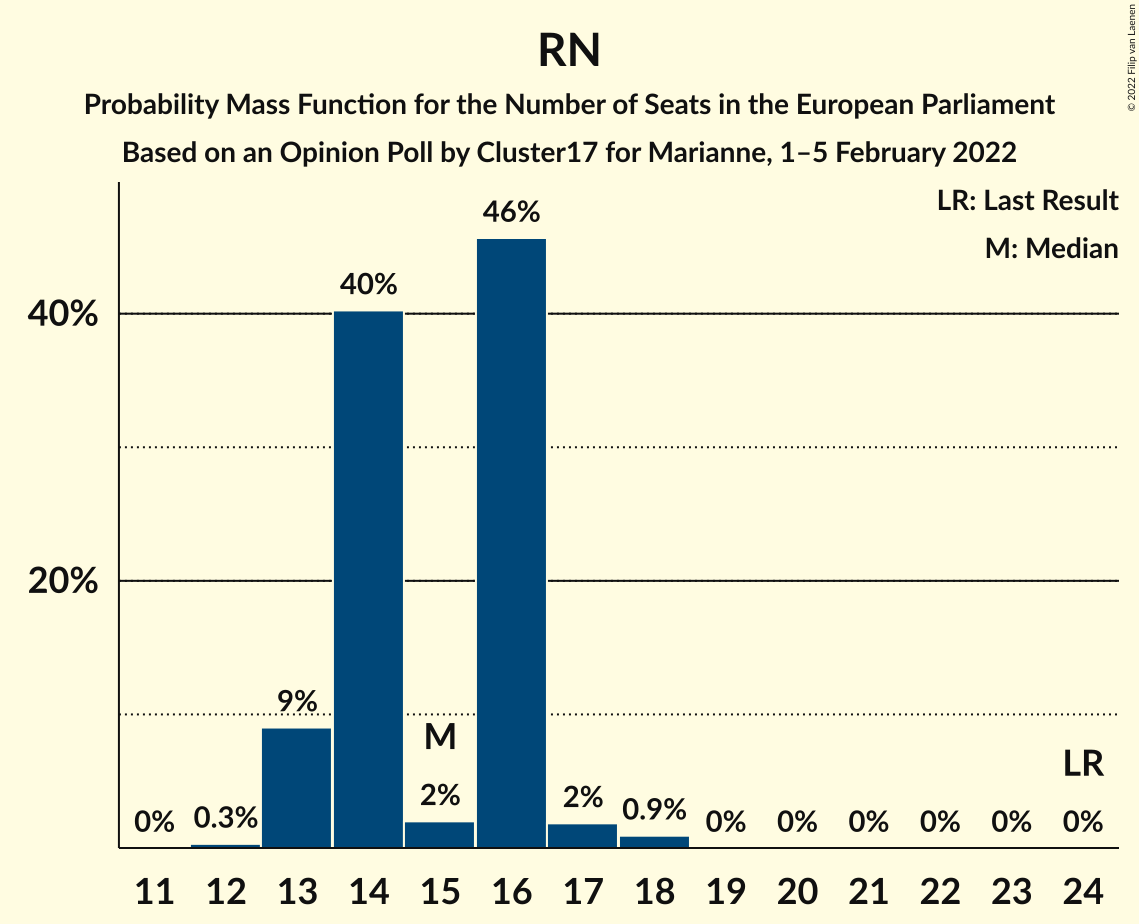 RN
Probability Mass Function for the Number of Seats in the European Parliament
Based on an Opinion Poll by Cluster17 for Marianne, 1–5 February 2022
© 2022 Filip van Laenen
LR: Last Result
M: Median
46%
40%
40%
20%
9%
M
LR
0%
0.3%
2%
2%
0.9%
0%
0%
0%
0%
0%
0%
11 12 13 14 15 16 17 18 19 20 21 22 23 24